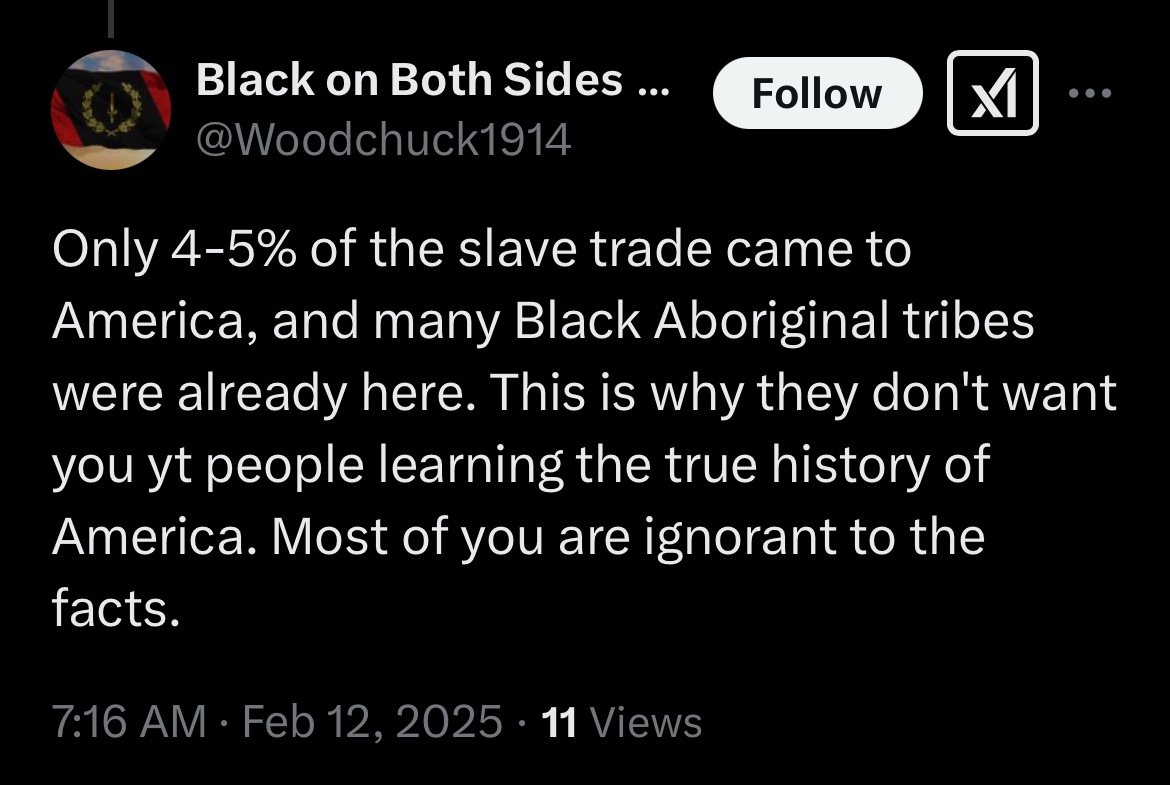 Black on Both Sides ...
Follow
@Woodchuck1914
Only 4-5% of the slave trade came to
America, and many Black Aboriginal tribes
were already here. This is why they don't want
you yt people learning the true history of
America. Most of you are ignorant to the
facts.
7:16 AM · Feb 12, 2025 · 11 Views